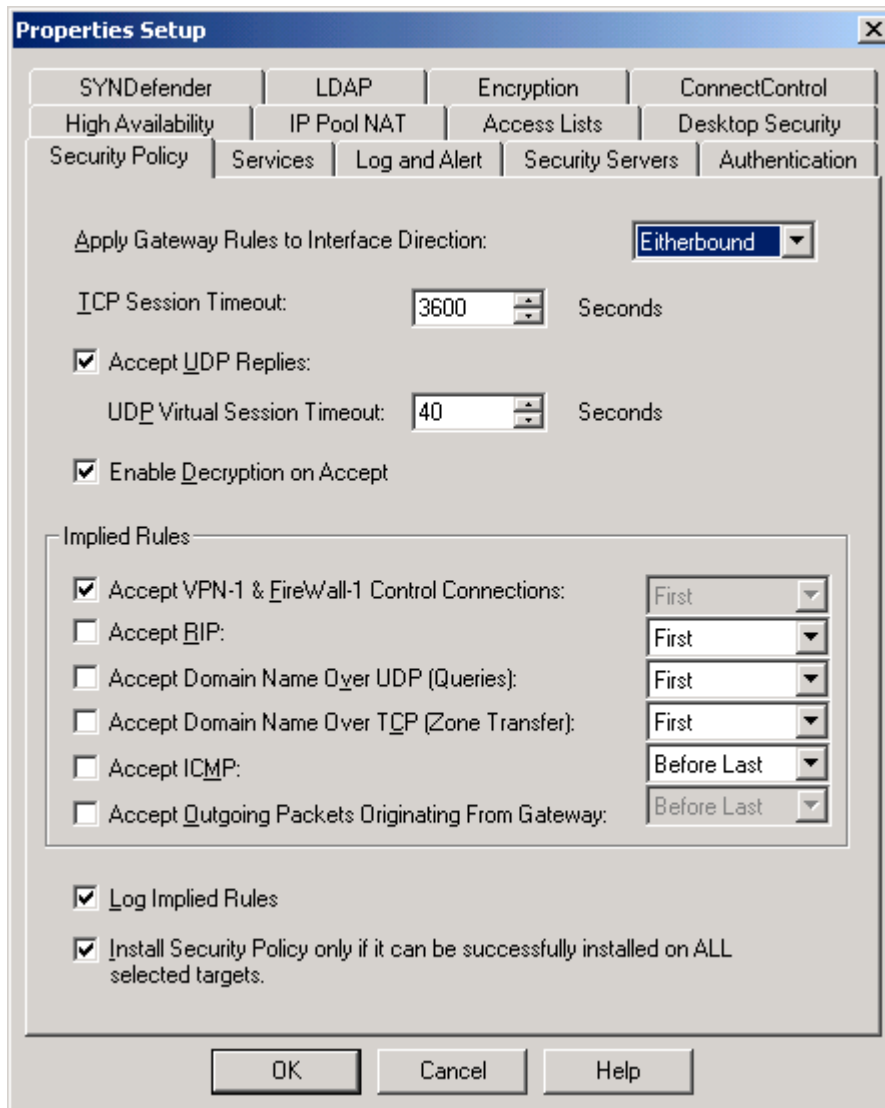 Properties Setup
SYNDefender LDAP Encryption ConnectControl
High Availability IP Pool NAT Access Lists Desktop Security
Security Policy Services Log and Alert Security Servers Authentication
Apply Gateway Rules to Interface Direction: Eitherbound
TCP Session Timeout: 3600 Seconds
Accept UDP Replies:
UDP Virtual Session Timeout: 40 Seconds
Enable Decryption on Accept
Implied Rules
Accept VPN-1 & FireWall-1 Control Connections: First
Accept RIP: First
Accept Domain Name Over UDP (Queries): First
Accept Domain Name Over TCP (Zone Transfer): First
Accept ICMP: Before Last
Accept Outgoing Packets Originating From Gateway: Before Last
Log Implied Rules
Install Security Policy only if it can be successfully installed on ALL
selected targets.
OK Cancel Help